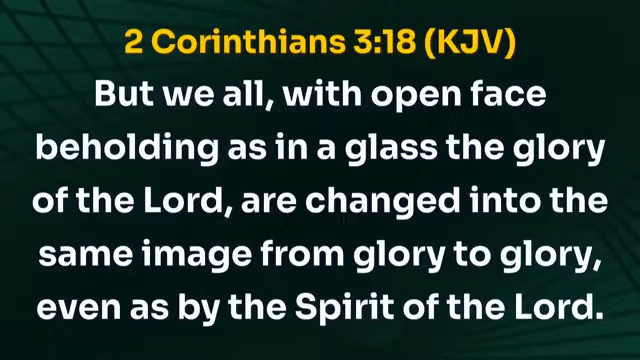 2 Corinthians 3:18 (KJV)
But we all, with open face
beholding as in a glass the glory
of the Lord, are changed into the
same image from glory to glory,
even as by the Spirit of the Lord.